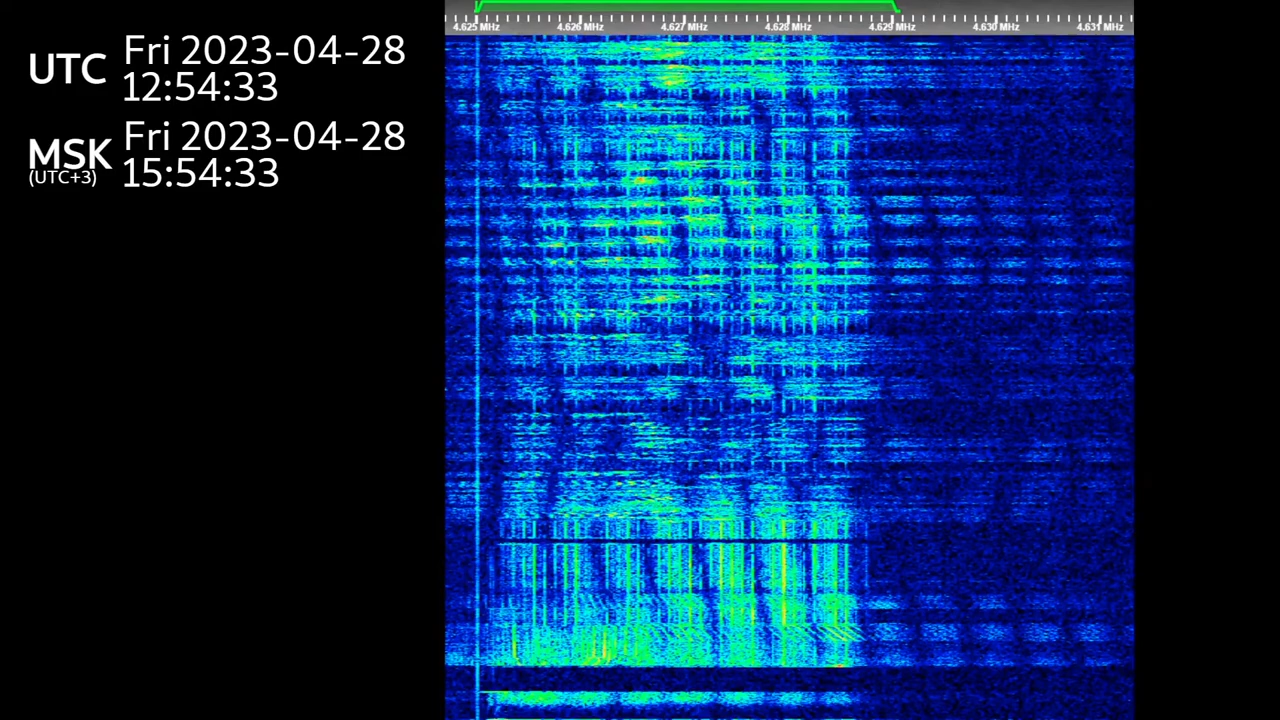 UTC Fri 2023-04-28
12:54:33
MSK Fri 2023-04-28
(UTC+3) 15:54:33
4.625 MHz 4.626 MHz 4.627 MHz 4.628 MHz 4.629 MHz 4.630 MHz 4.631 MHz